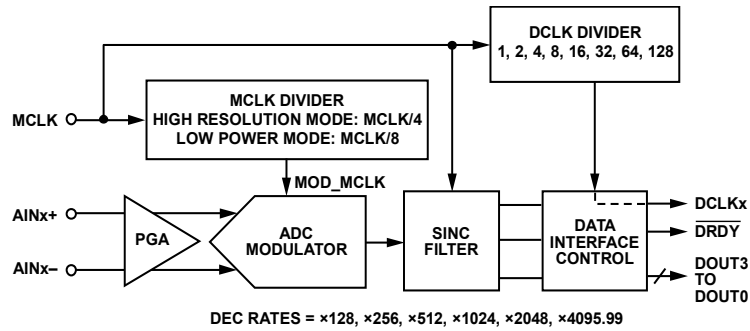 DCLK DIVIDER
1, 2, 4, 8, 16, 32, 64, 128
MCLK
MCLK DIVIDER
HIGH RESOLUTION MODE: MCLK/4
LOW POWER MODE: MCLK/8
MOD_MCLK
AINx+
AINx–
PGA
ADC
MODULATOR
SINC
FILTER
DATA
INTERFACE
CONTROL
DCLKx
DRDY
DOUT3
TO
DOUT0
DEC RATES = ×128, ×256, ×512, ×1024, ×2048, ×4095.99